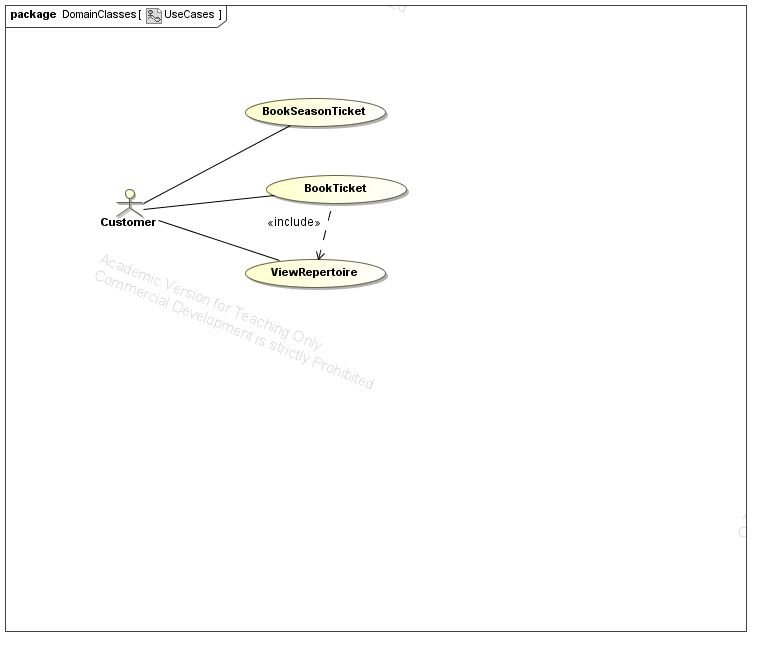 package DomainClasses[ UseCases ]
BookSeasonTicket
BookTicket
Customer
«include»
ViewRepertoire
Academic Version for Teaching Only
Commercial Development is strictly Prohibited